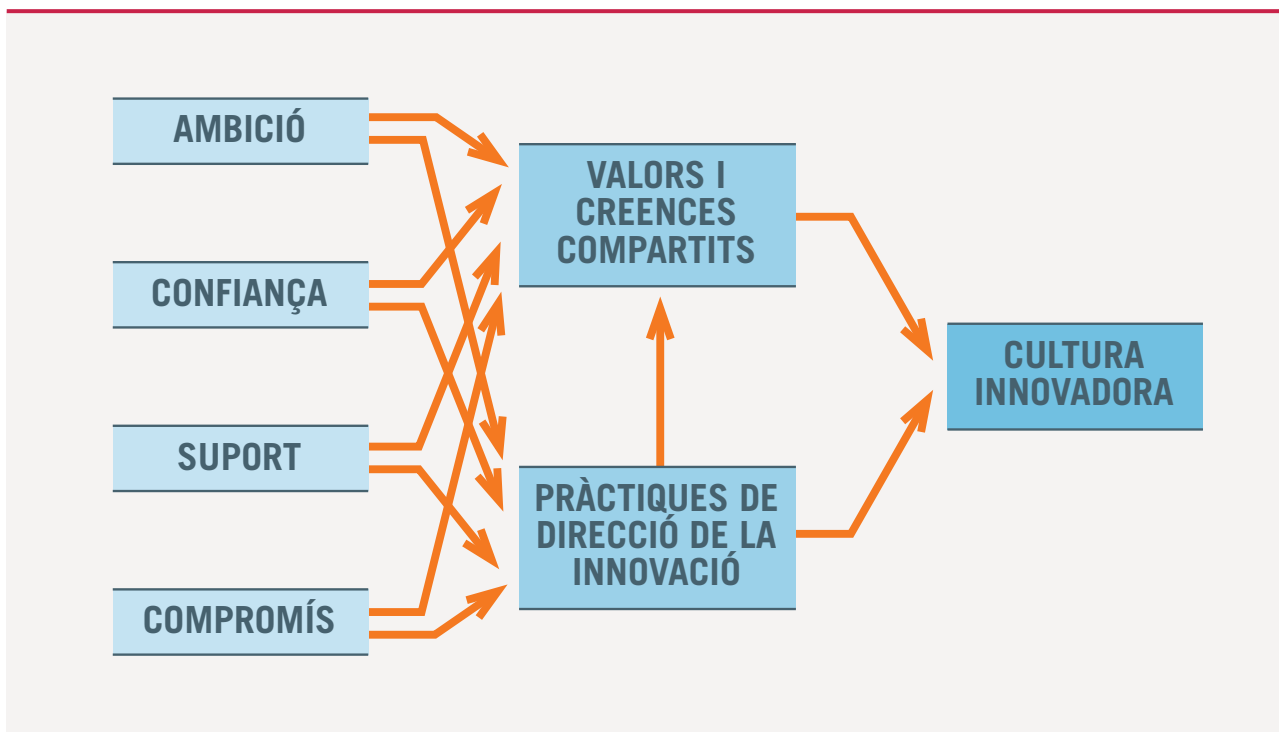 AMBICIÓ
CONFIANÇA
SUPORT
COMPROMÍS
VALORS I
CREENCES
COMPARTITS
PRÀCTIQUES DE
DIRECCIÓ DE LA
INNOVACIÓ
CULTURA
INNOVADORA